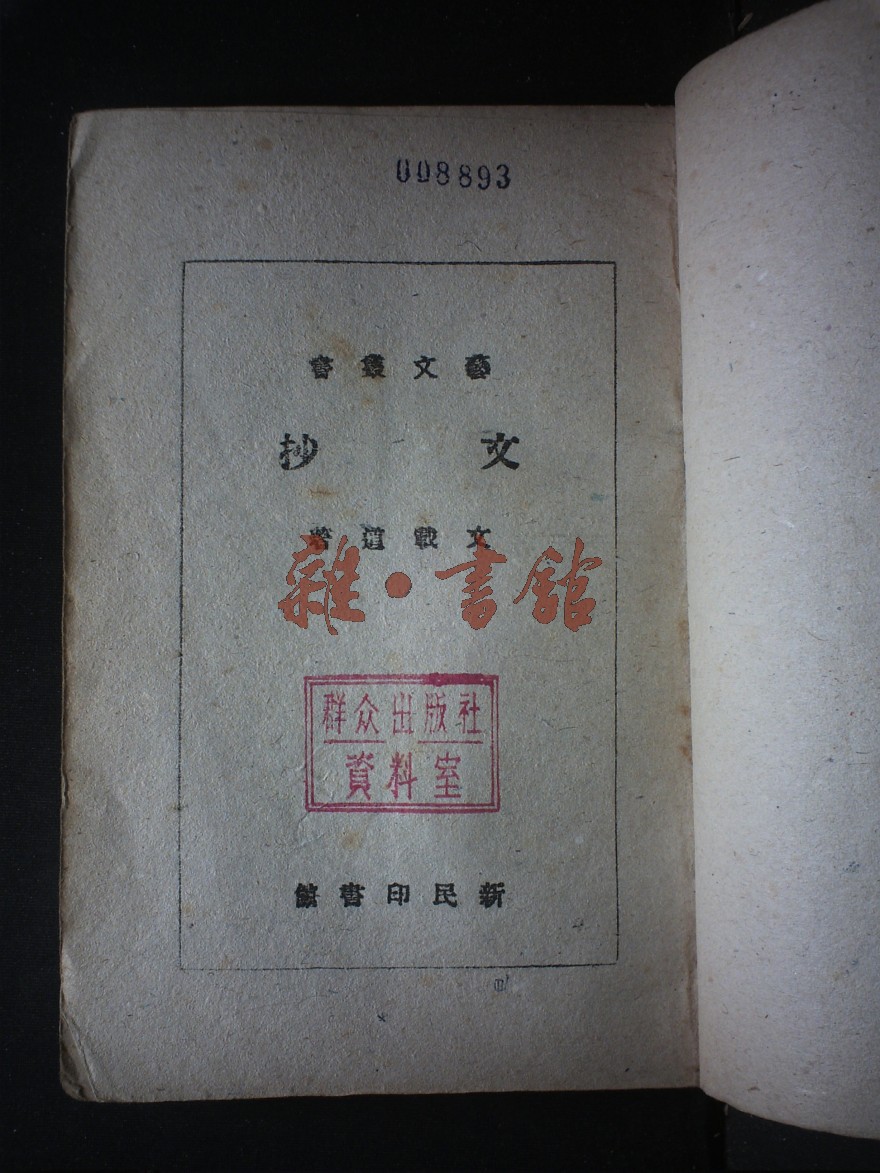 008893
藝文叢書
文抄
文載道著
雜·書館
群众出版社
資料室
新民印書館